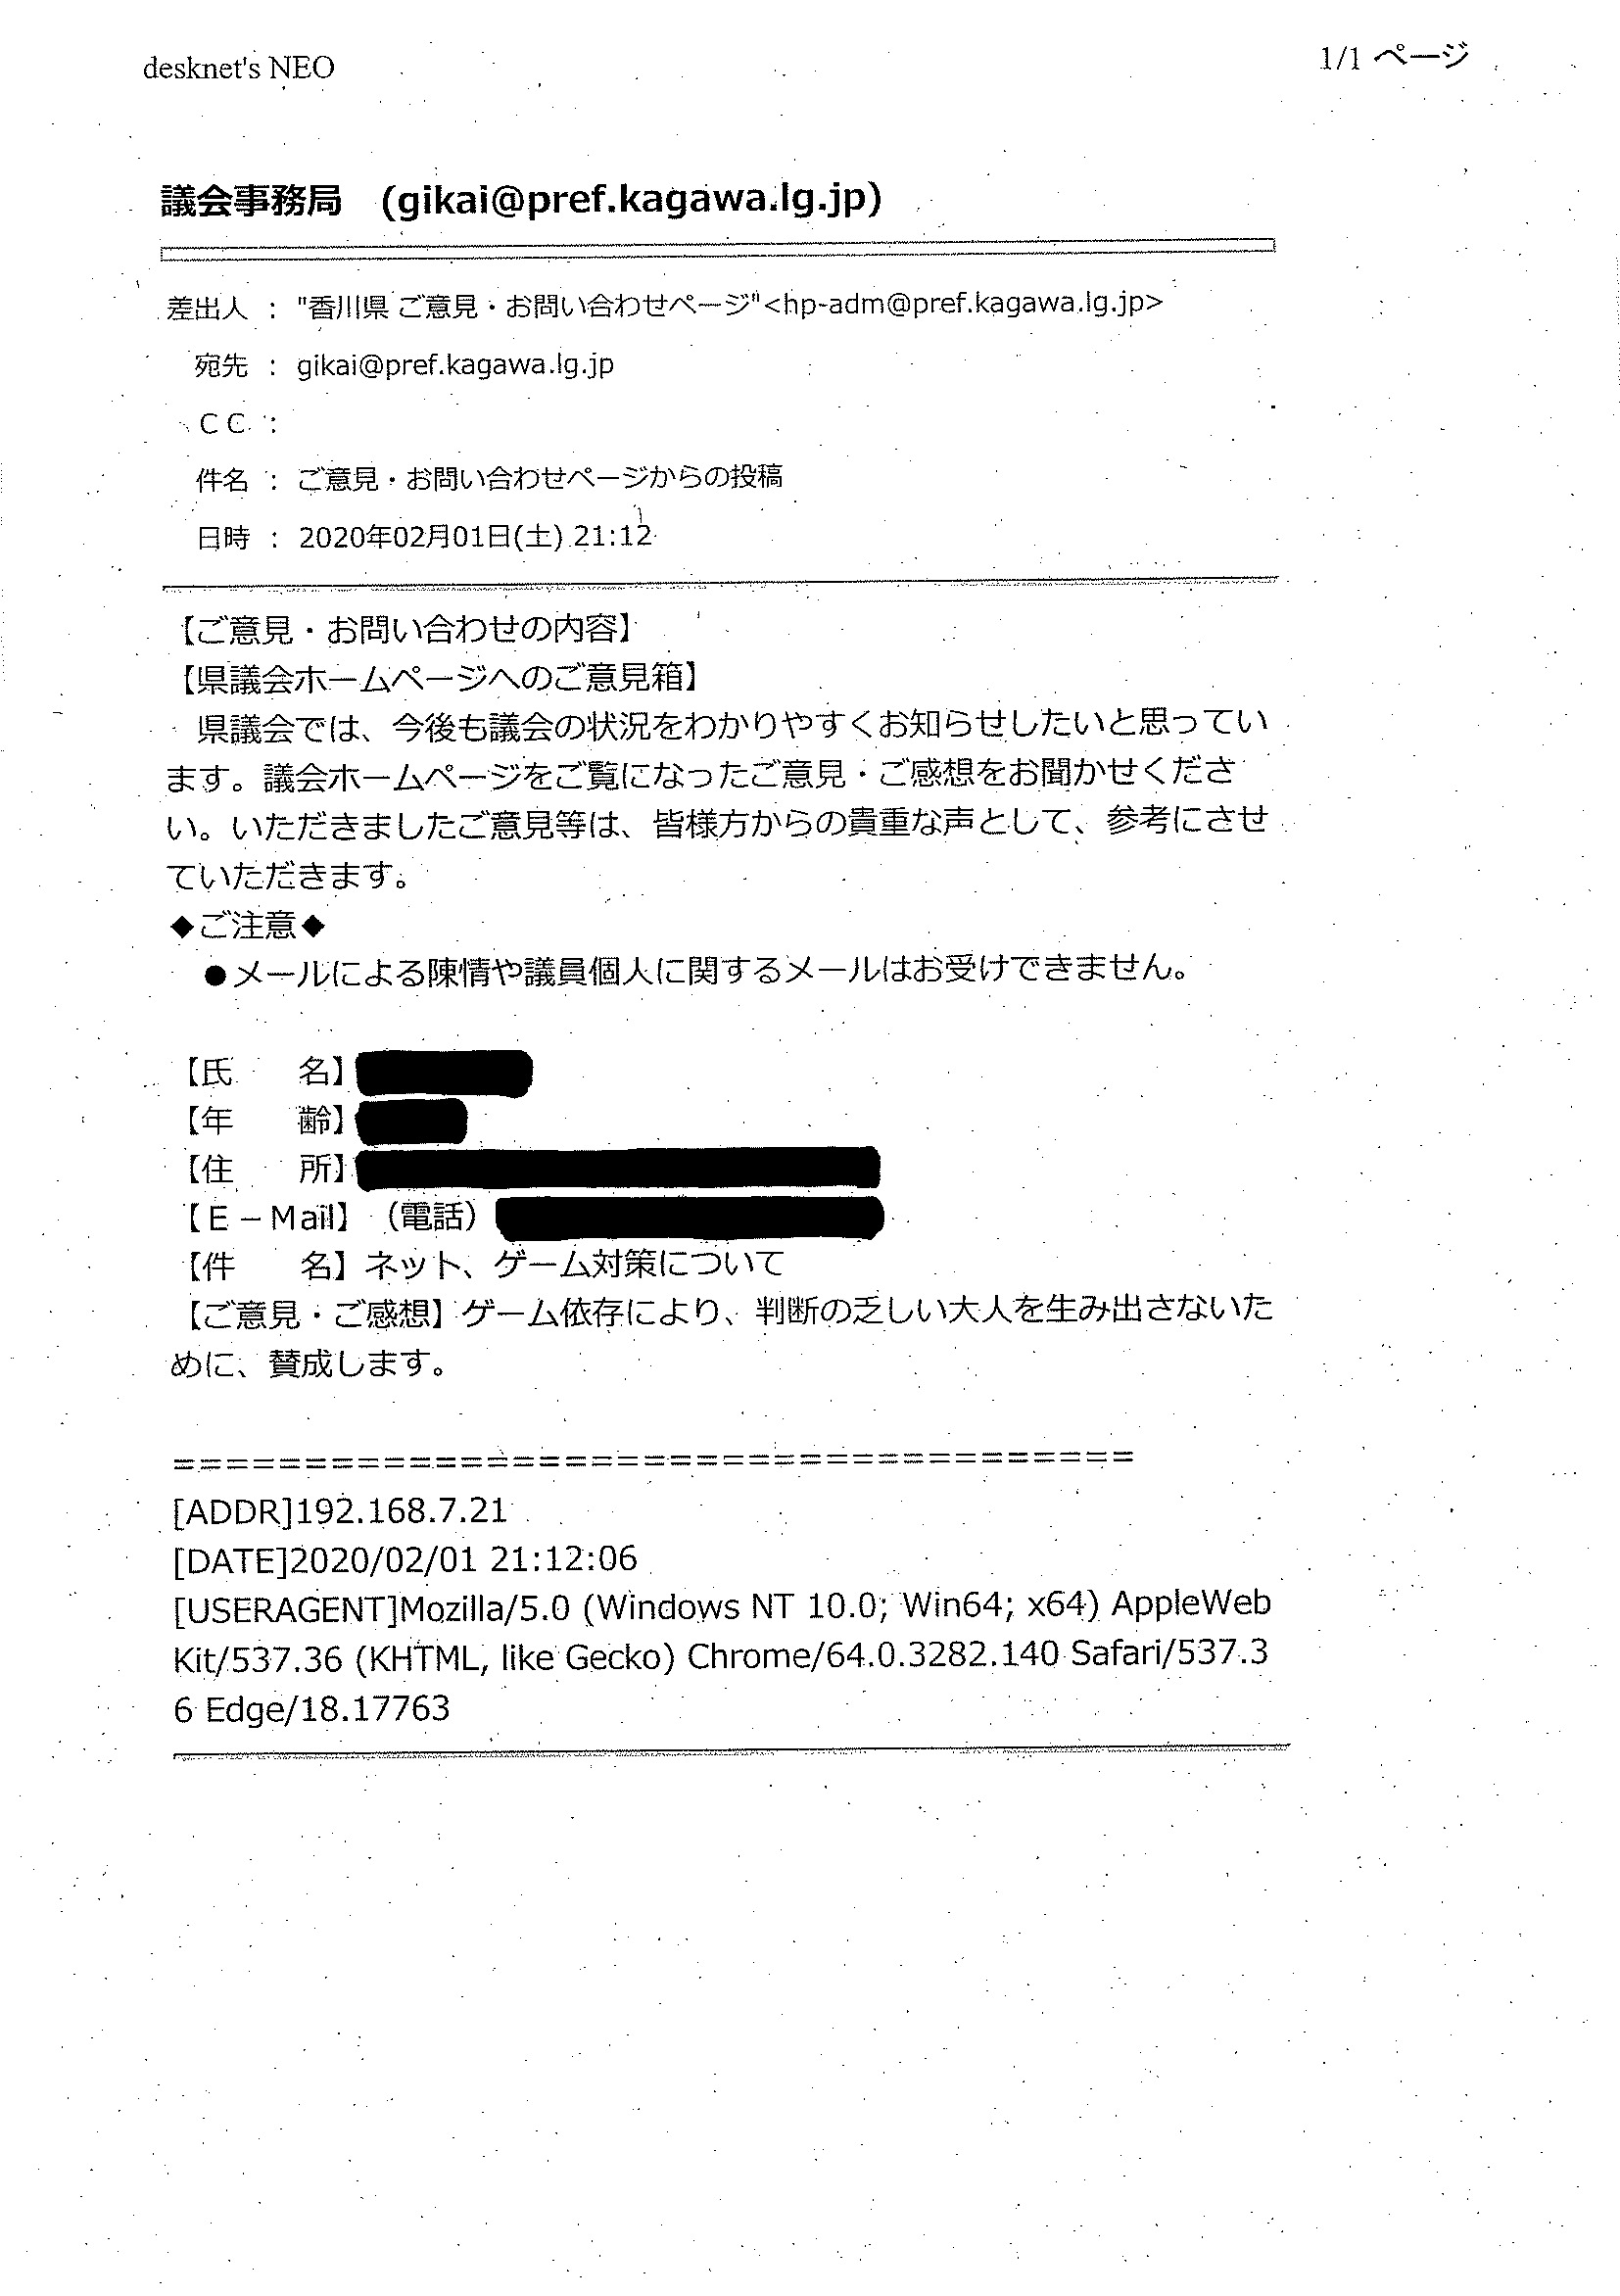 desknet's NEO
1/1 ページ
議会事務局　(gikai@pref.kagawa.lg.jp)
差出人 ： "香川県 ご意見・お問い合わせページ"<hp-adm@pref.kagawa.lg.jp>
宛先 ： gikai@pref.kagawa.lg.jp
ＣＣ ：
件名 ： ご意見・お問い合わせページからの投稿
日時 ： 2020年02月01日(土) 21:12
【ご意見・お問い合わせの内容】
【県議会ホームページへのご意見箱】
　県議会では、今後も議会の状況をわかりやすくお知らせしたいと思ってい
ます。議会ホームページをご覧になったご意見・ご感想をお聞かせくださ
い。いただきましたご意見等は、皆様方からの貴重な声として、参考にさせ
ていただきます。
◆ご注意◆
　●メールによる陳情や議員個人に関するメールはお受けできません。
【氏　　名】
【年　　齢】
【住　　所】
【Ｅ－Mail】（電話）
【件　　名】ネット、ゲーム対策について
【ご意見・ご感想】ゲーム依存により、判断の乏しい大人を生み出さないた
めに、賛成します。
=====================================
[ADDR]192.168.7.21
[DATE]2020/02/01 21:12:06
[USERAGENT]Mozilla/5.0 (Windows NT 10.0; Win64; x64) AppleWeb
Kit/537.36 (KHTML, like Gecko) Chrome/64.0.3282.140 Safari/537.3
6 Edge/18.17763